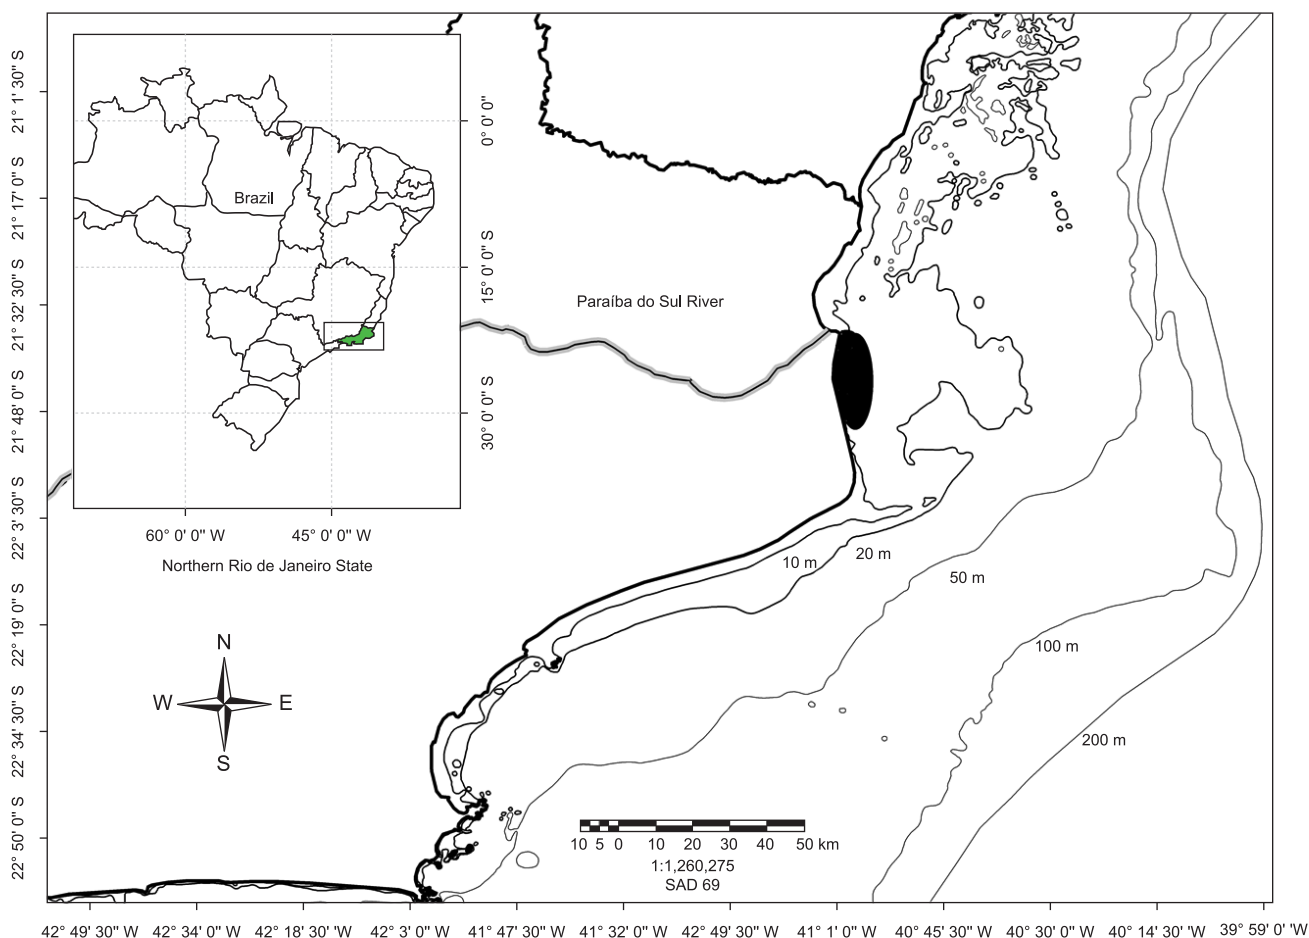 21° 1' 30" S
21° 17' 0" S
21° 32' 30" S
21° 48' 0" S
22° 3' 30" S
22° 19' 0" S
22° 34' 30" S
22° 50' 0" S
0° 0' 0"
15° 0' 0" S
30° 0' 0" S
Brazil
60° 0' 0" W
45° 0' 0" W
Northern Rio de Janeiro State
Paraíba do Sul River
10 m
20 m
50 m
100 m
200 m
N
W
E
S
10 5 0 10 20 30 40 50 km
1:1,260,275
SAD 69
42° 49' 30" W
42° 34' 0" W
42° 18' 30" W
42° 3' 0" W
41° 47' 30" W
41° 32' 0" W
42° 49' 30" W
41° 1' 0" W
40° 45' 30" W
40° 30' 0" W
40° 14' 30" W
39° 59' 0 'W